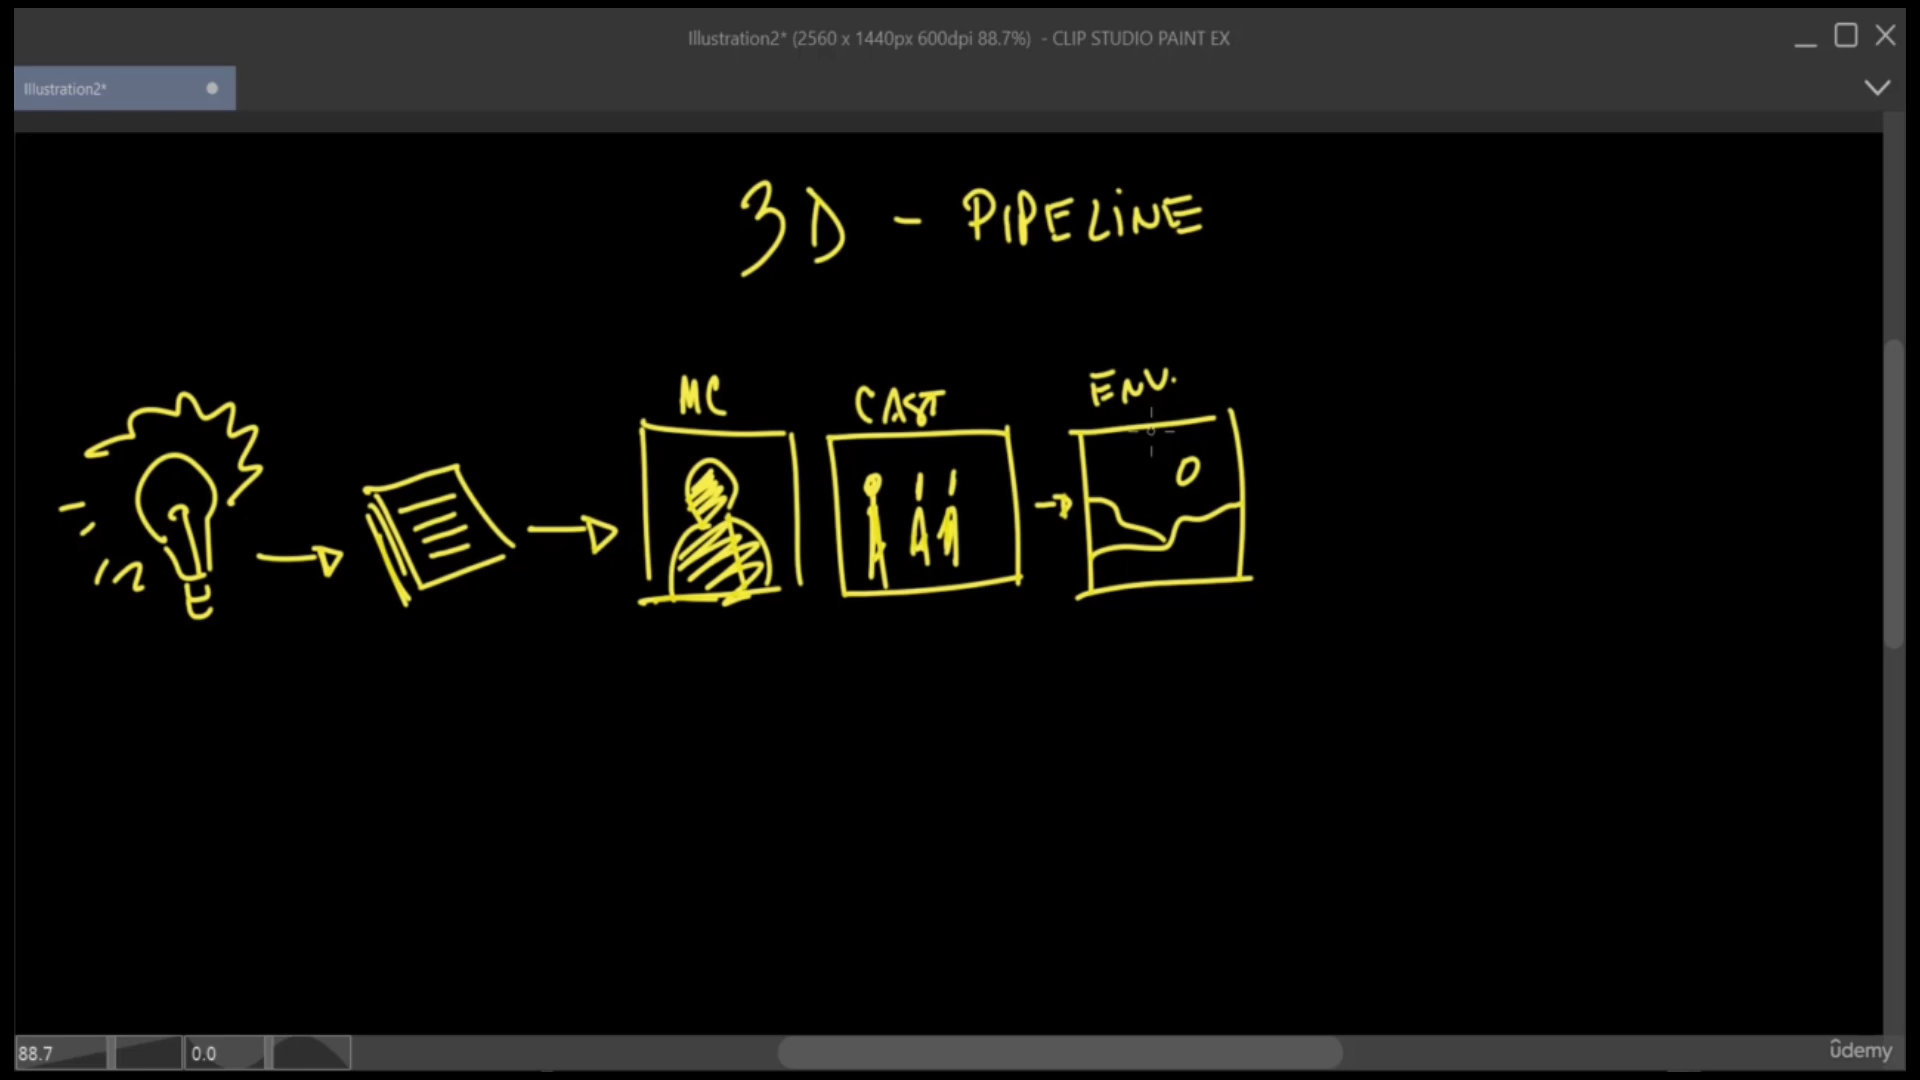 Illustration2* (2560 x 1440px 600dpi 88.7%) - CLIP STUDIO PAINT EX
Illustration2*
3D - PIPELINE
MC
CAST
ENV.
88.7
0.0
ûdemy